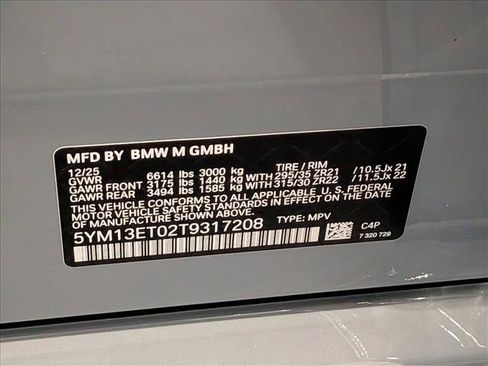 MFD BY BMW M GMBH
12/25
GVWR 6614 lbs 3000 kg TIRE / RIM
GAWR FRONT 3175 lbs 1440 kg WITH 295/35 ZR21 / 10.5Jx 21
GAWR REAR 3494 lbs 1585 kg WITH 315/30 ZR22 / 11.5Jx 22
THIS VEHICLE CONFORMS TO ALL APPLICABLE U.S. FEDERAL
MOTOR VEHICLE SAFETY STANDARDS IN EFFECT ON THE DATE
OF MANUFACTURE SHOWN ABOVE.
5YM13ET02T9317208 TYPE: MPV
C4P
7 320 729